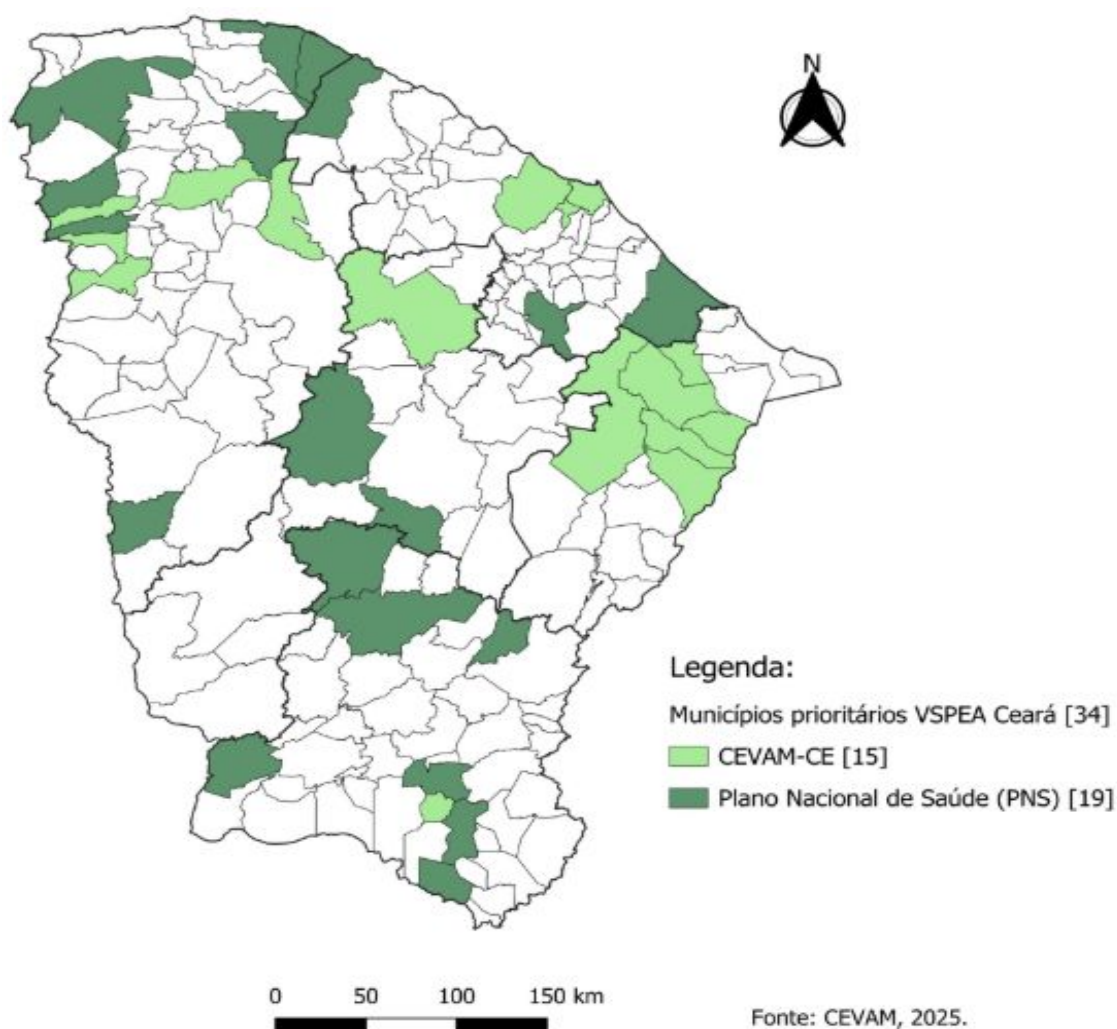 N
Legenda:
Municípios prioritários VSPEA Ceará [34]
CEVAM-CE [15]
Plano Nacional de Saúde (PNS) [19]
0 50 100 150 km
Fonte: CEVAM, 2025.